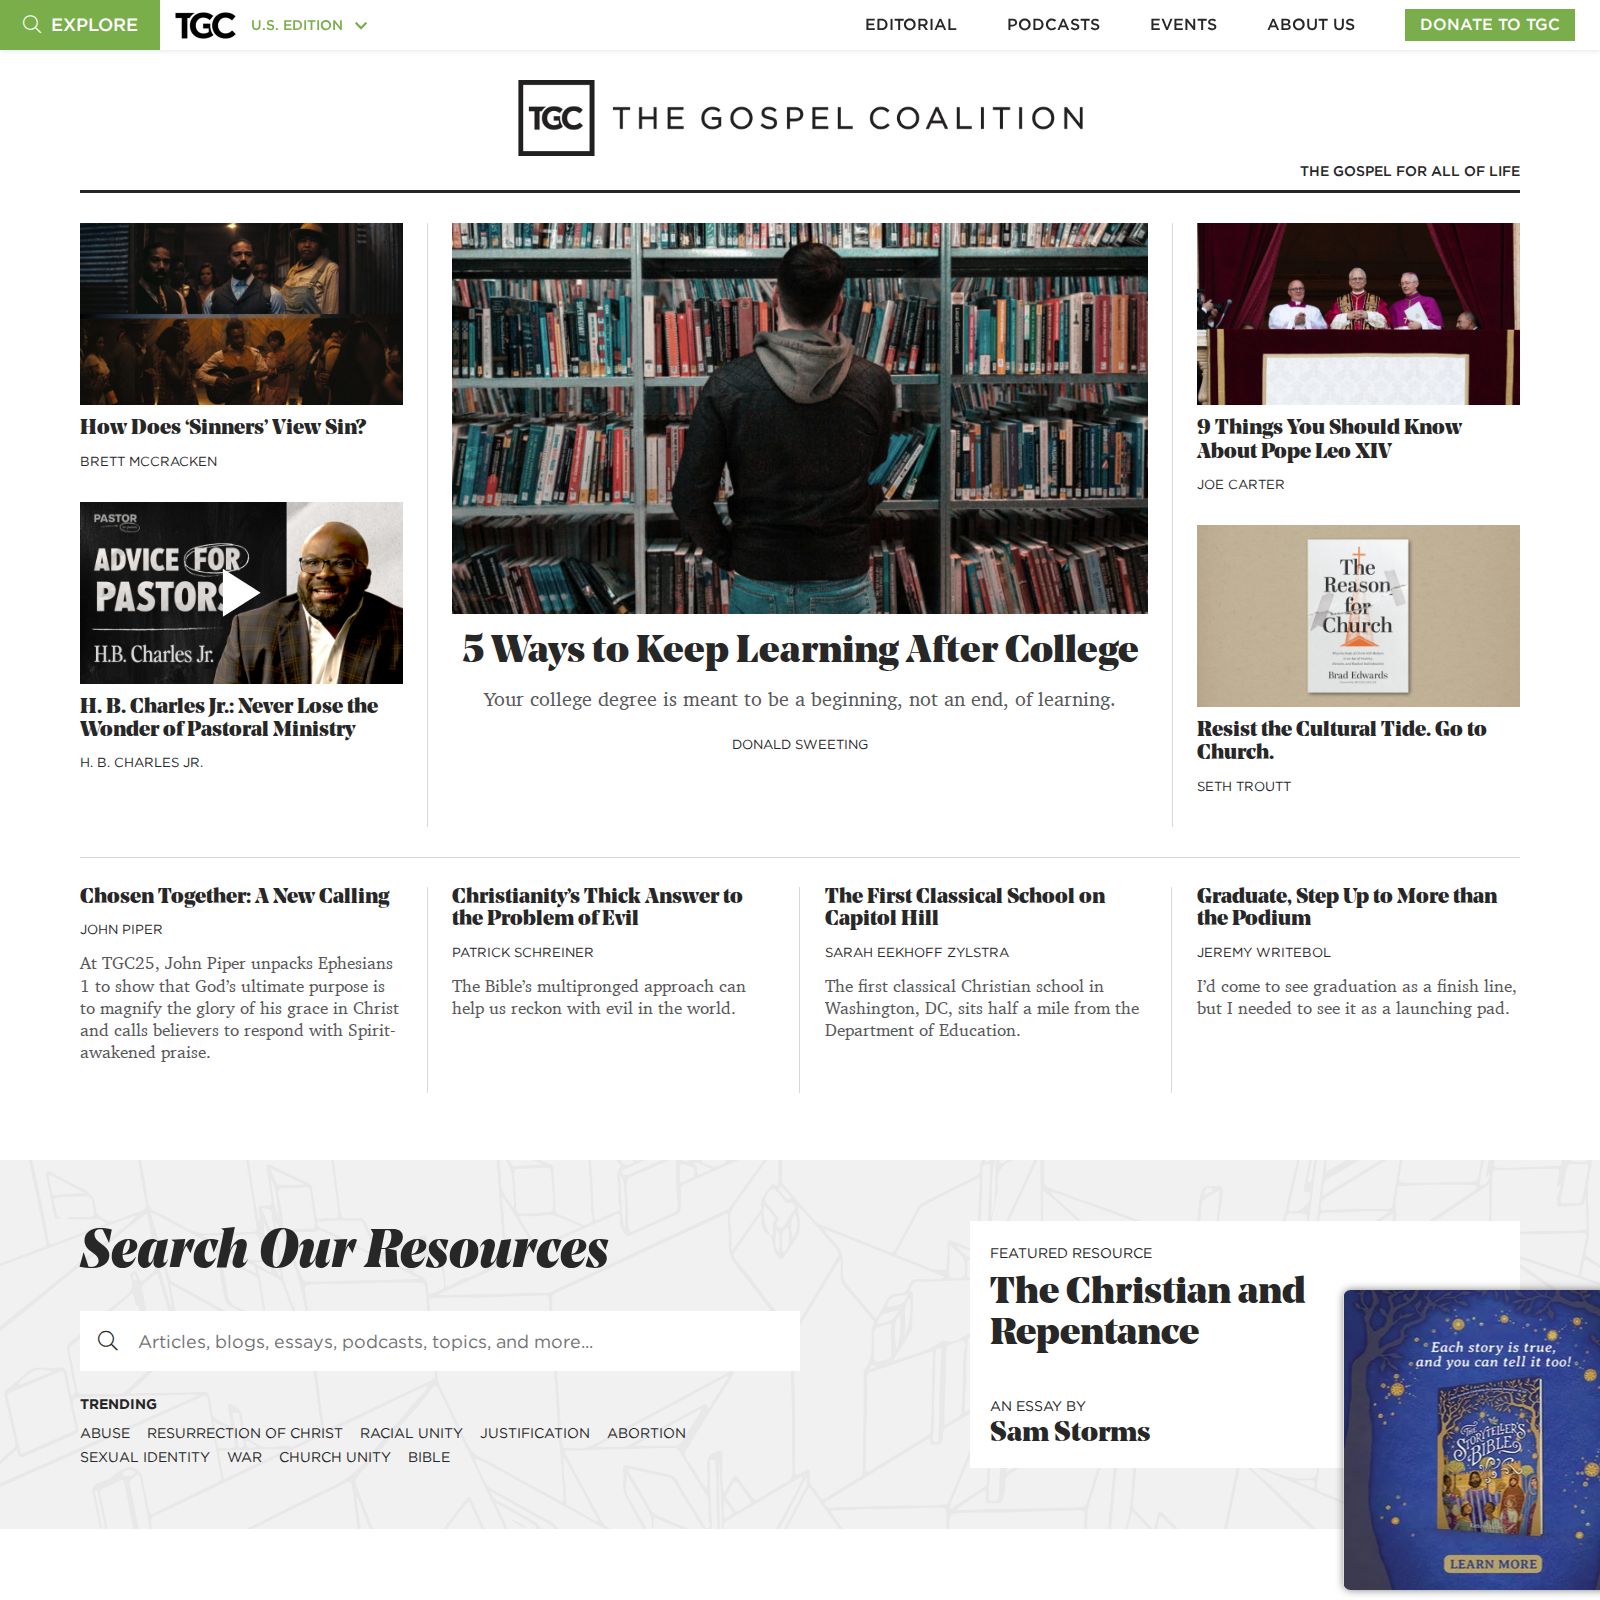 EXPLORE
TGC
U.S. EDITION
EDITORIAL
PODCASTS
EVENTS
ABOUT US
DONATE TO TGC
TGC THE GOSPEL COALITION
THE GOSPEL FOR ALL OF LIFE
How Does ‘Sinners’ View Sin?
BRETT MCCRACKEN
PASTOR
ADVICE FOR
PASTORS
H.B. Charles Jr.
H. B. Charles Jr.: Never Lose the
Wonder of Pastoral Ministry
H. B. CHARLES JR.
5 Ways to Keep Learning After College
Your college degree is meant to be a beginning, not an end, of learning.
DONALD SWEETING
9 Things You Should Know
About Pope Leo XIV
JOE CARTER
The
Reason
for
Church
Brad Edwards
Resist the Cultural Tide. Go to
Church.
SETH TROUTT
Chosen Together: A New Calling
JOHN PIPER
At TGC25, John Piper unpacks Ephesians
1 to show that God’s ultimate purpose is
to magnify the glory of his grace in Christ
and calls believers to respond with Spirit-
awakened praise.
Christianity’s Thick Answer to
the Problem of Evil
PATRICK SCHREINER
The Bible’s multipronged approach can
help us reckon with evil in the world.
The First Classical School on
Capitol Hill
SARAH EEKHOFF ZYLSTRA
The first classical Christian school in
Washington, DC, sits half a mile from the
Department of Education.
Graduate, Step Up to More than
the Podium
JEREMY WRITEBOL
I’d come to see graduation as a finish line,
but I needed to see it as a launching pad.
Search Our Resources
Articles, blogs, essays, podcasts, topics, and more...
TRENDING
ABUSE RESURRECTION OF CHRIST RACIAL UNITY JUSTIFICATION ABORTION
SEXUAL IDENTITY WAR CHURCH UNITY BIBLE
FEATURED RESOURCE
The Christian and
Repentance
AN ESSAY BY
Sam Storms
Each story is true,
and you can tell it too!
THE
STORYTELLER'S
BIBLE
LEARN MORE